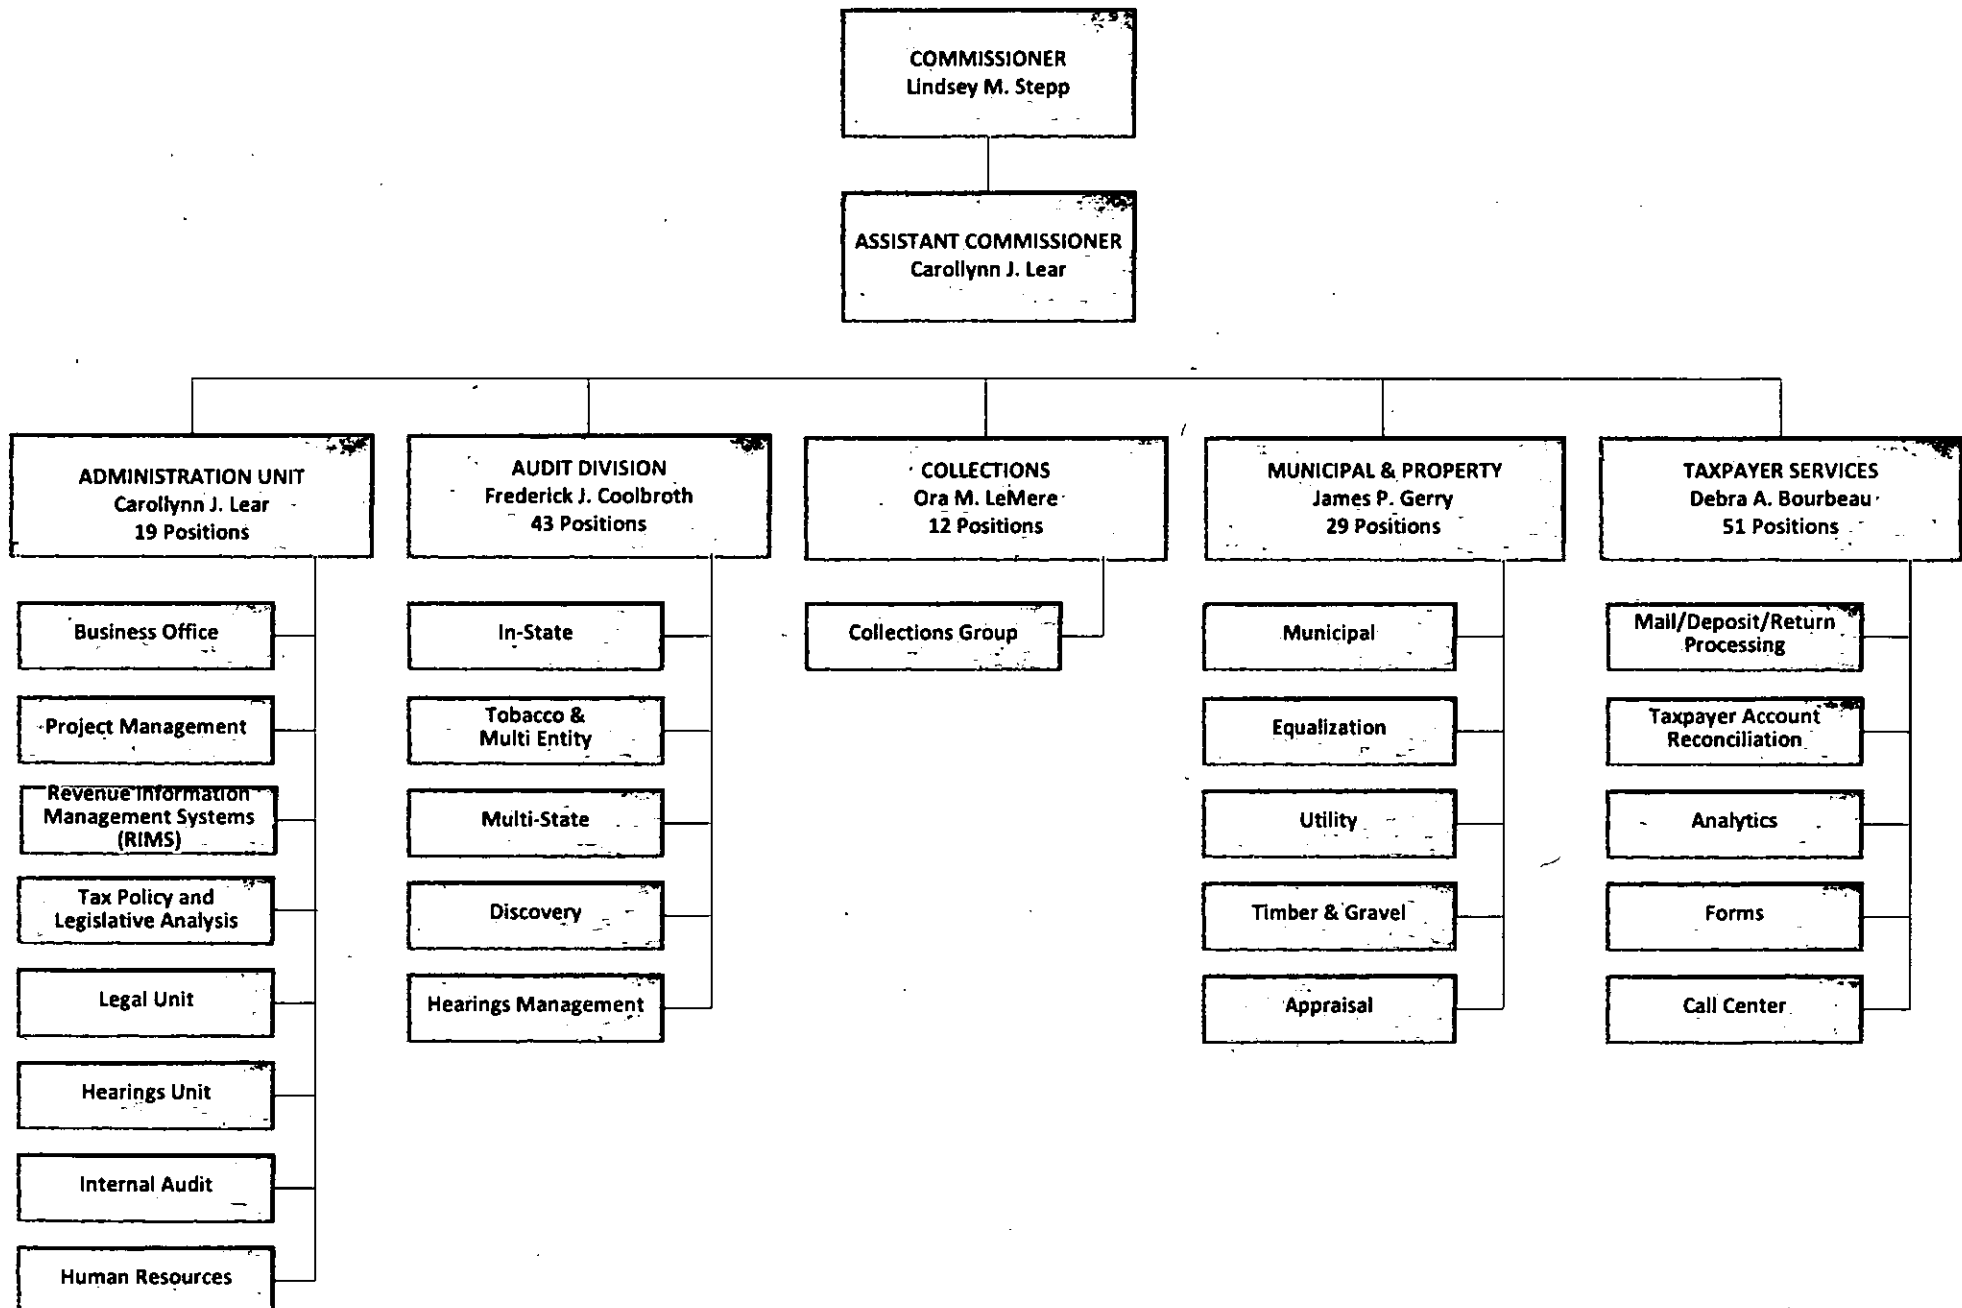 COMMISSIONER
Lindsey M. Stepp
ASSISTANT COMMISSIONER
Carollynn J. Lear
ADMINISTRATION UNIT
Carollynn J. Lear
19 Positions
Business Office
Project Management
Revenue Information
Management Systems
(RIMS)
Tax Policy and
Legislative Analysis
Legal Unit
Hearings Unit
Internal Audit
Human Resources
AUDIT DIVISION
Frederick J. Coolbroth
43 Positions
In-State
Tobacco &
Multi Entity
Multi-State
Discovery
Hearings Management
COLLECTIONS
Ora M. LeMere
12 Positions
Collections Group
MUNICIPAL & PROPERTY
James P. Gerry
29 Positions
Municipal
Equalization
Utility
Timber & Gravel
Appraisal
TAXPAYER SERVICES
Debra A. Bourbeau
51 Positions
Mail/Deposit/Return
Processing
Taxpayer Account
Reconciliation
Analytics
Forms
Call Center